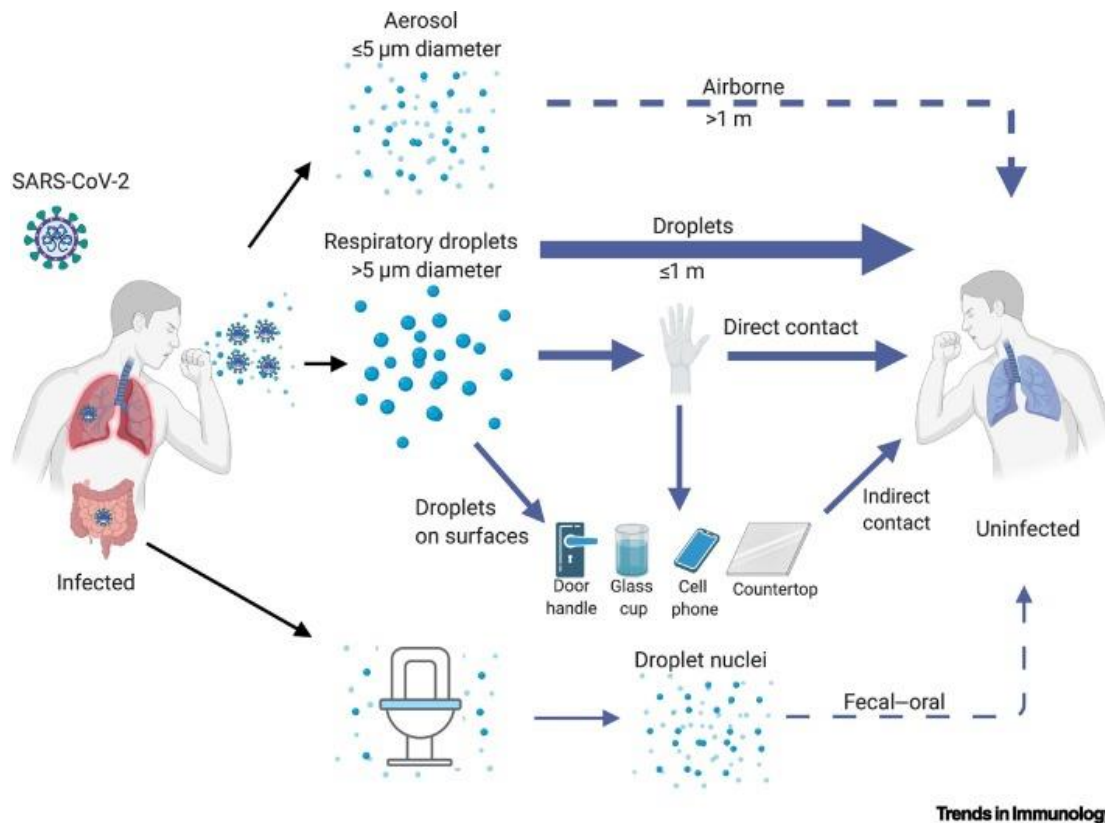 Aerosol
≤5 µm diameter
Airborne
>1 m
SARS-CoV-2
Respiratory droplets
>5 µm diameter
Droplets
≤1 m
Direct contact
Droplets
on surfaces
Indirect
contact
Infected
Uninfected
Door
handle
Glass
cup
Cell
phone
Countertop
Droplet nuclei
Fecal–oral
Trends in Immunolog